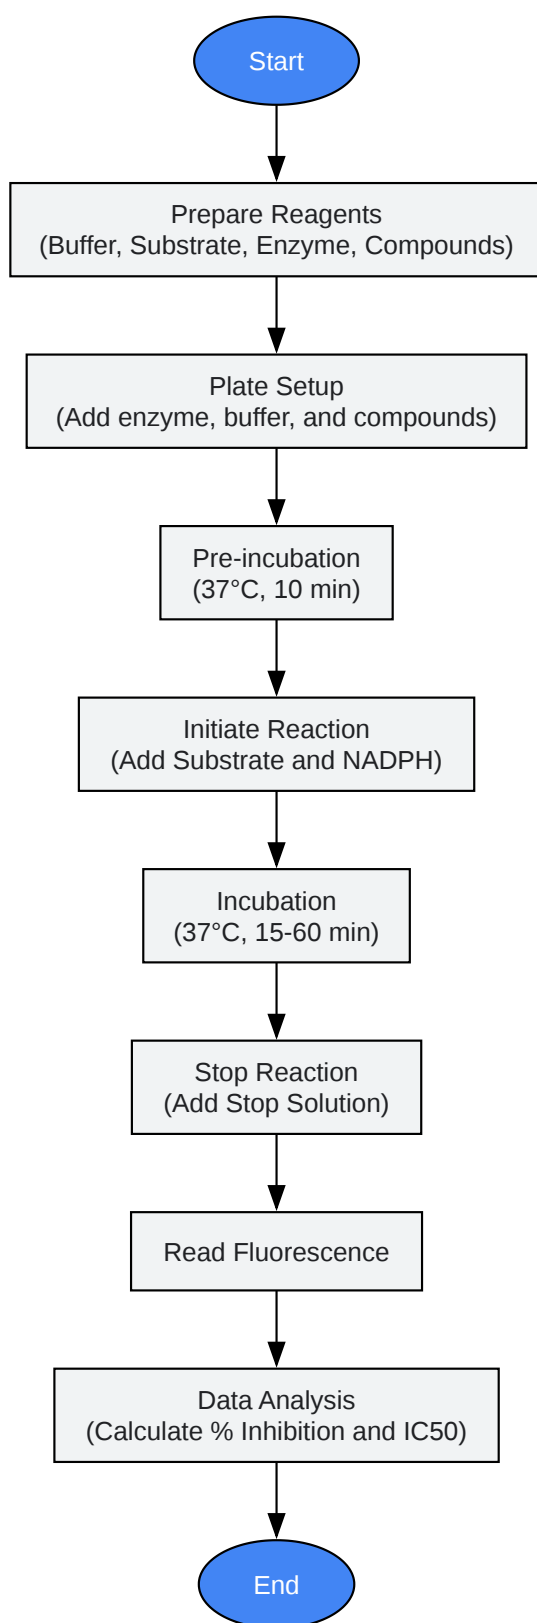 Start
Prepare Reagents
(Buffer, Substrate, Enzyme, Compounds)
Plate Setup
(Add enzyme, buffer, and compounds)
Pre-incubation
(37°C, 10 min)
Initiate Reaction
(Add Substrate and NADPH)
Incubation
(37°C, 15-60 min)
Stop Reaction
(Add Stop Solution)
Read Fluorescence
Data Analysis
(Calculate % Inhibition and IC50)
End